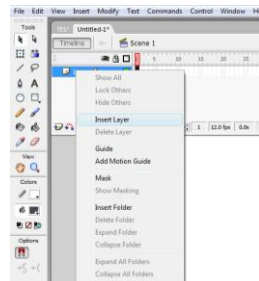 File Edit View Insert Modify Text Commands Control Window
Tools
Untitled-1*
Timeline
Scene 1
5 10 15 20 25
Show All
Lock Others
Hide Others
Insert Layer
Delete Layer
1 12.0 fps 0.0s
Guide
Add Motion Guide
View
Mask
Show Masking
Colors
Insert Folder
Delete Folder
Expand Folder
Collapse Folder
Options
Expand All Folders
Collapse All Folders